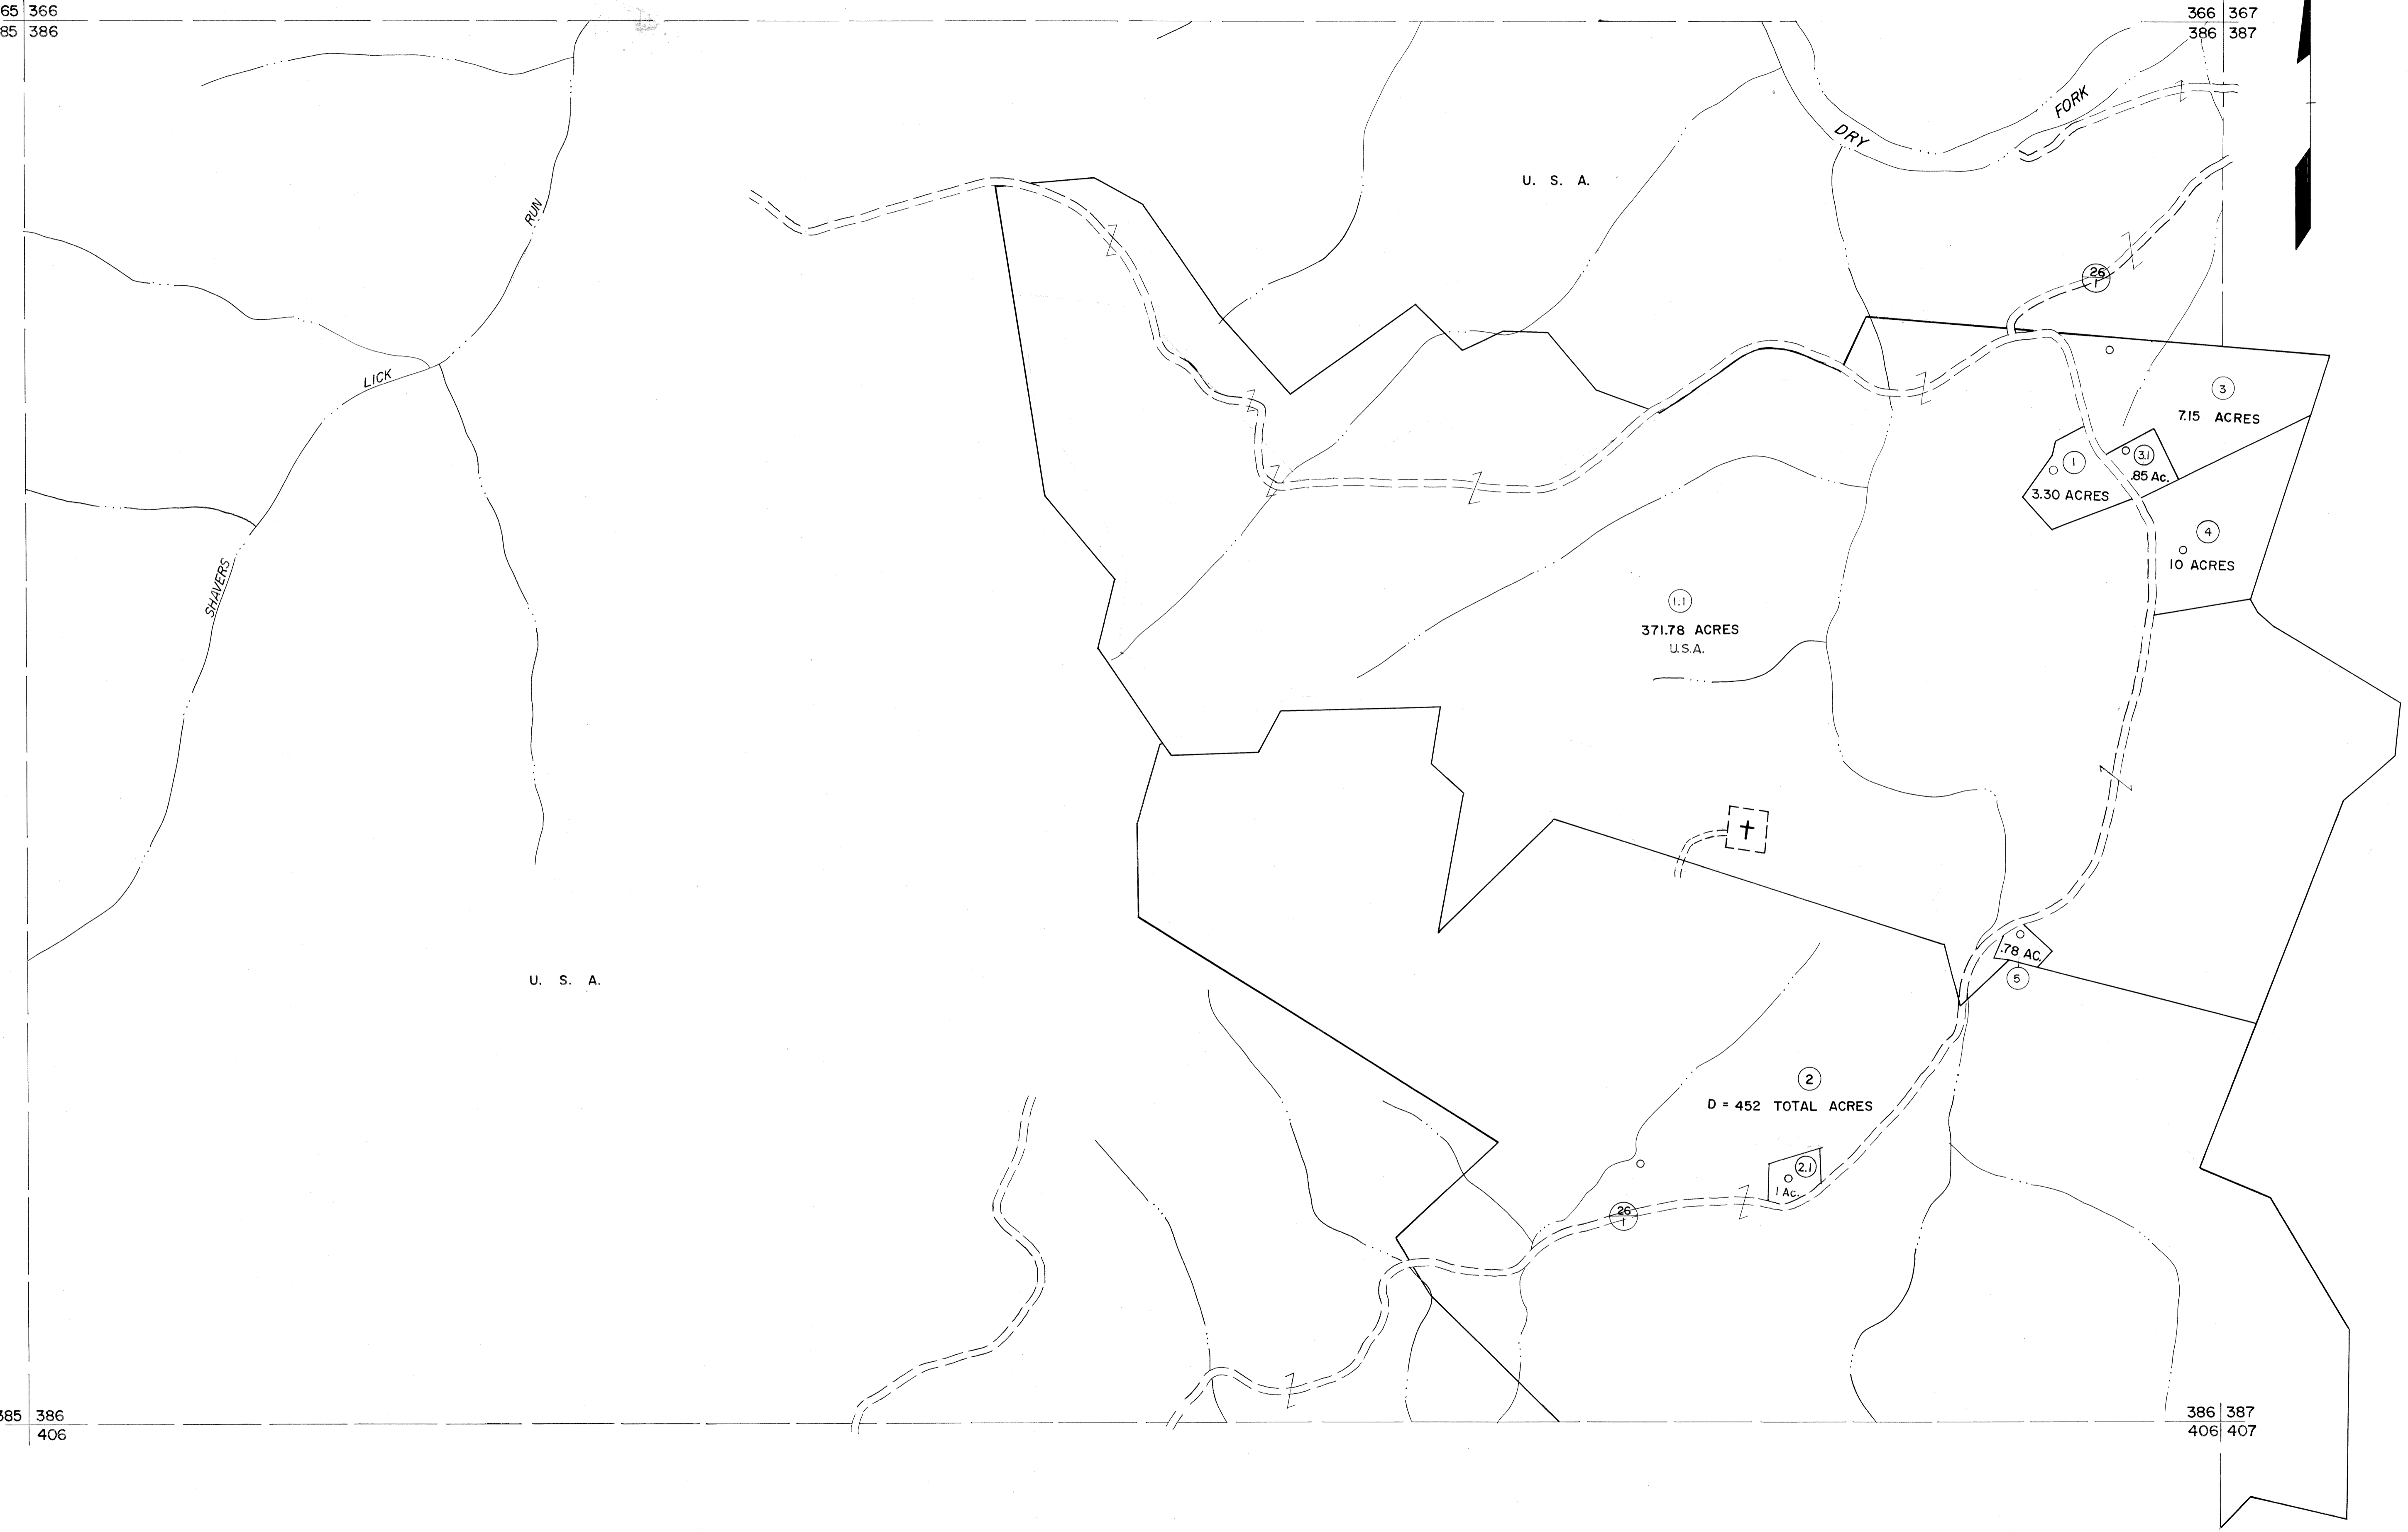 65 366
85 386
366 367
386 387
FORK
DRY
U. S. A.
RUN
26
1
LICK
3
7.15 ACRES
1
3.1
.85 Ac.
3.30 ACRES
4
10 ACRES
SHAVERS
1.1
371.78 ACRES
U.S.A.
.78 AC.
5
U. S. A.
2
D = 452 TOTAL ACRES
2.1
1 Ac.
26
1
385 386
406
386 387
406 407